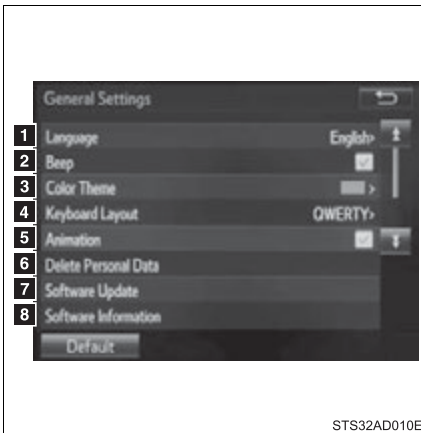 General Settings
1 Language English>
2 Beep
3 Color Theme >
4 Keyboard Layout QWERTY>
5 Animation
6 Delete Personal Data
7 Software Update
8 Software Information
Default
STS32AD010E